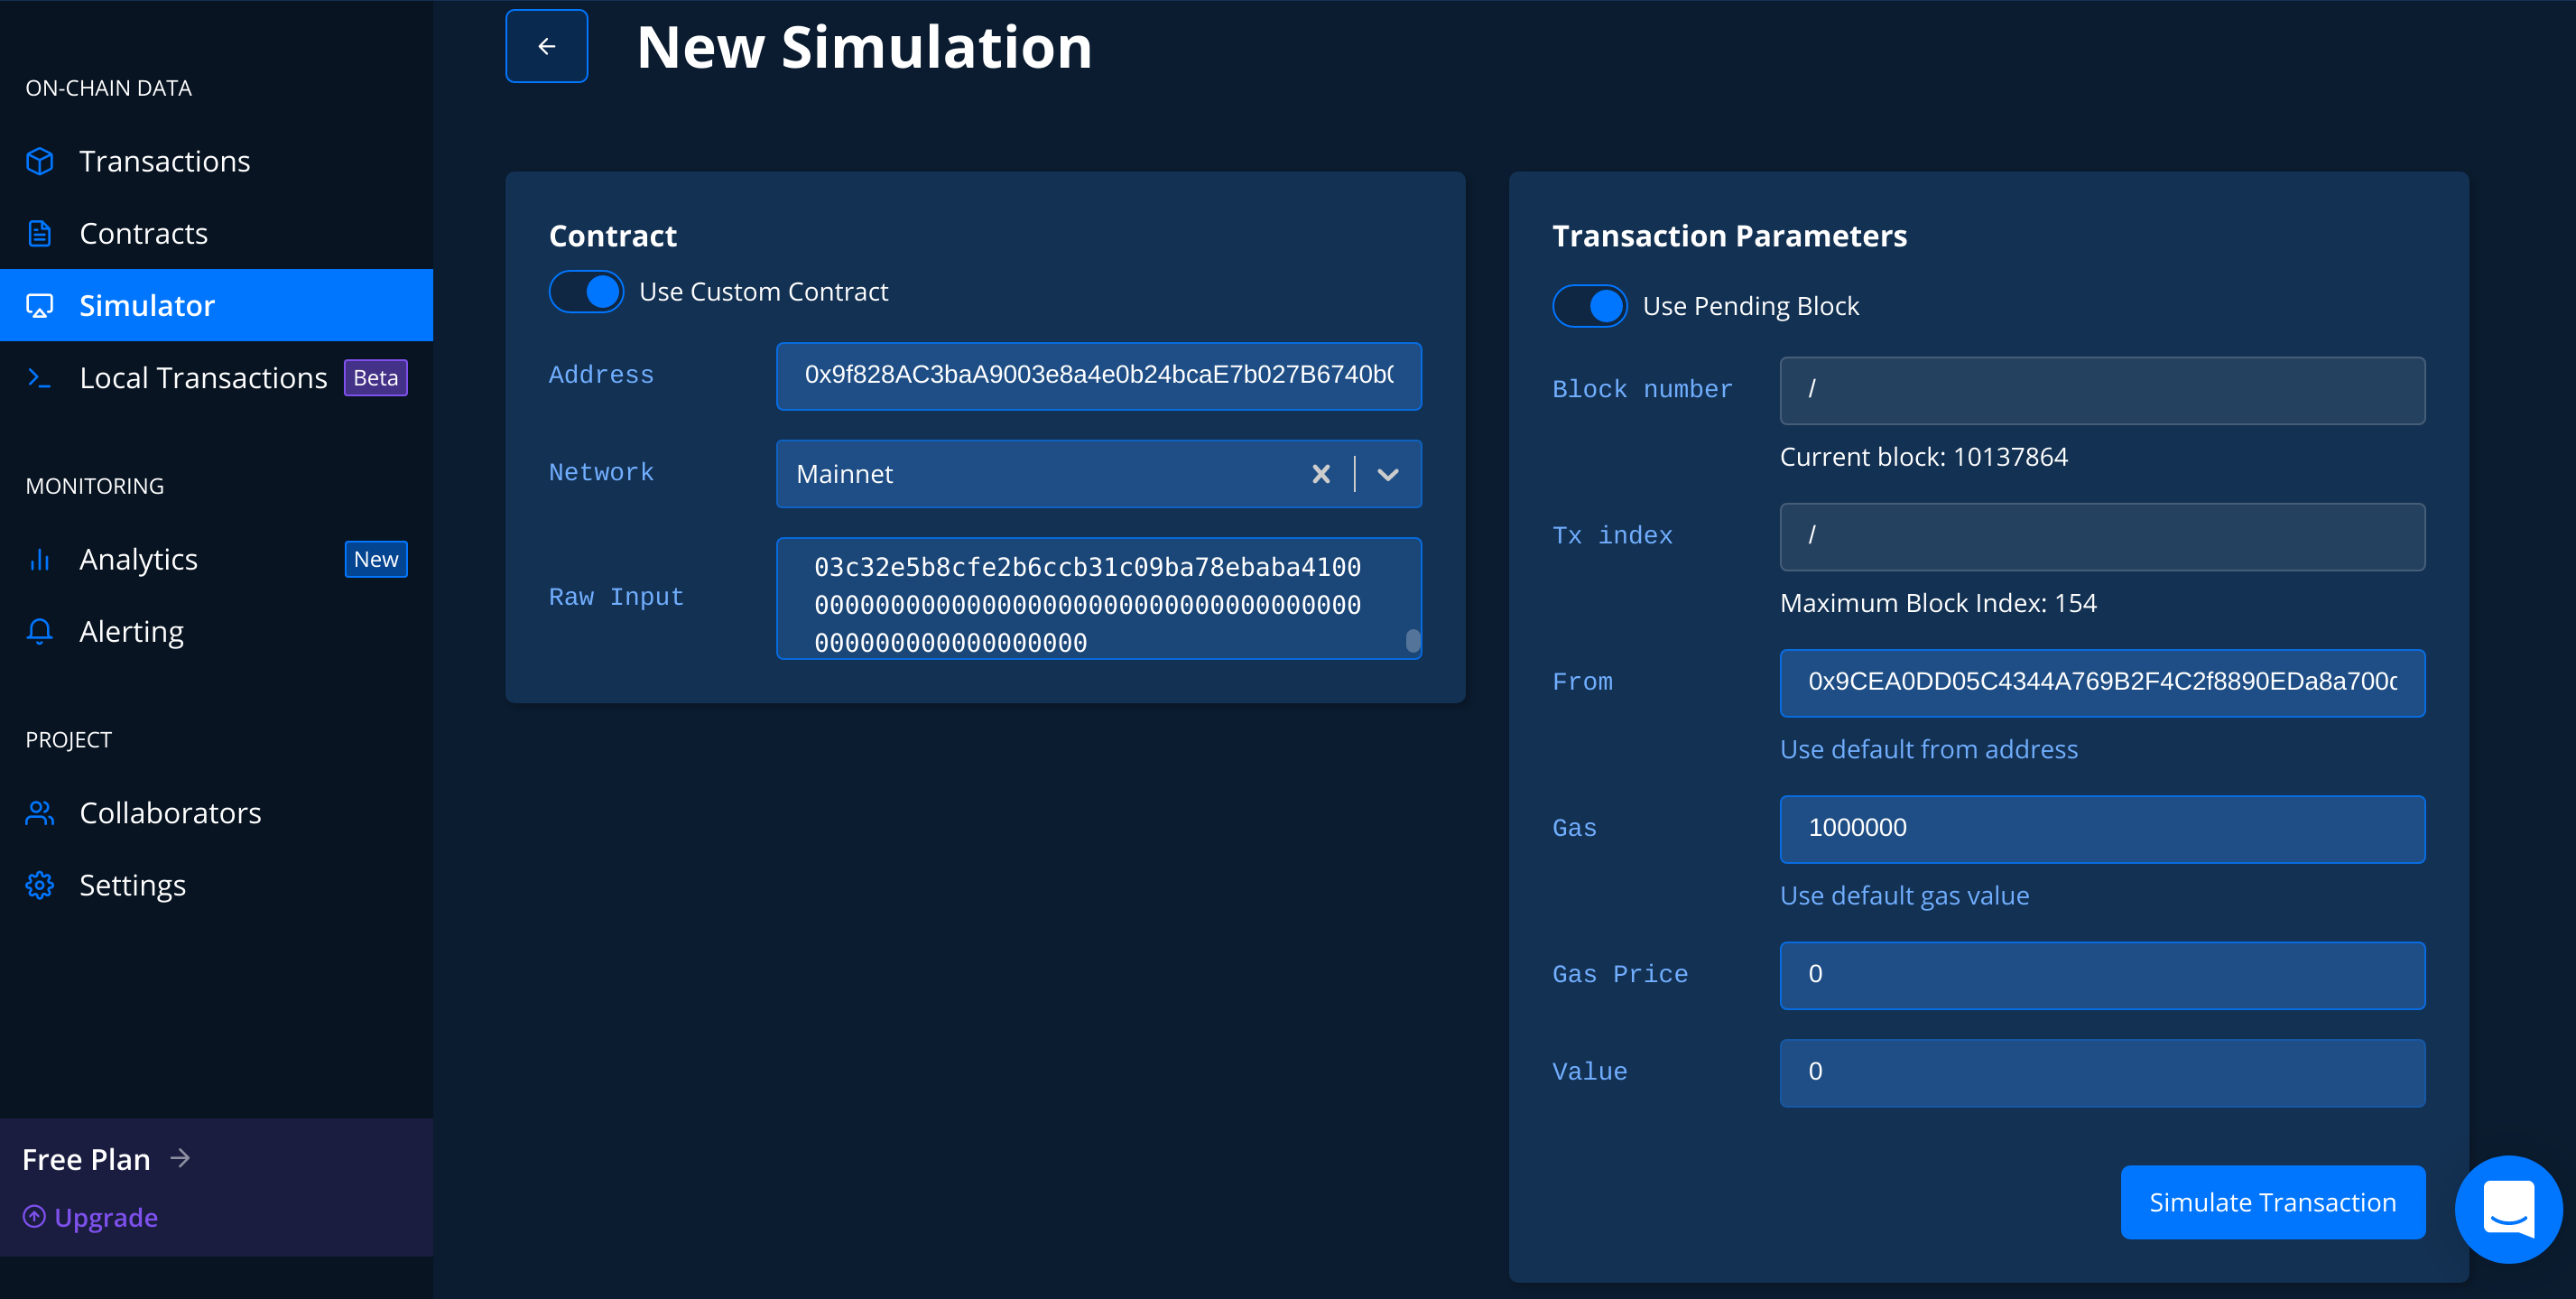 ON-CHAIN DATA
Transactions
Contracts
Simulator
Local Transactions Beta
MONITORING
Analytics New
Alerting
PROJECT
Collaborators
Settings
Free Plan
Upgrade
New Simulation
Contract
Use Custom Contract
Address 0x9f828AC3baA9003e8a4e0b24bcaE7b027B6740b0
Network Mainnet
Raw Input
03c32e5b8cfe2b6ccb31c09ba78ebaba4100
000000000000000000000000000000000000
000000000000000000
Transaction Parameters
Use Pending Block
Block number /
Current block: 10137864
Tx index /
Maximum Block Index: 154
From 0x9CEA0DD05C4344A769B2F4C2f8890EDa8a700
Use default from address
Gas 1000000
Use default gas value
Gas Price 0
Value 0
Simulate Transaction